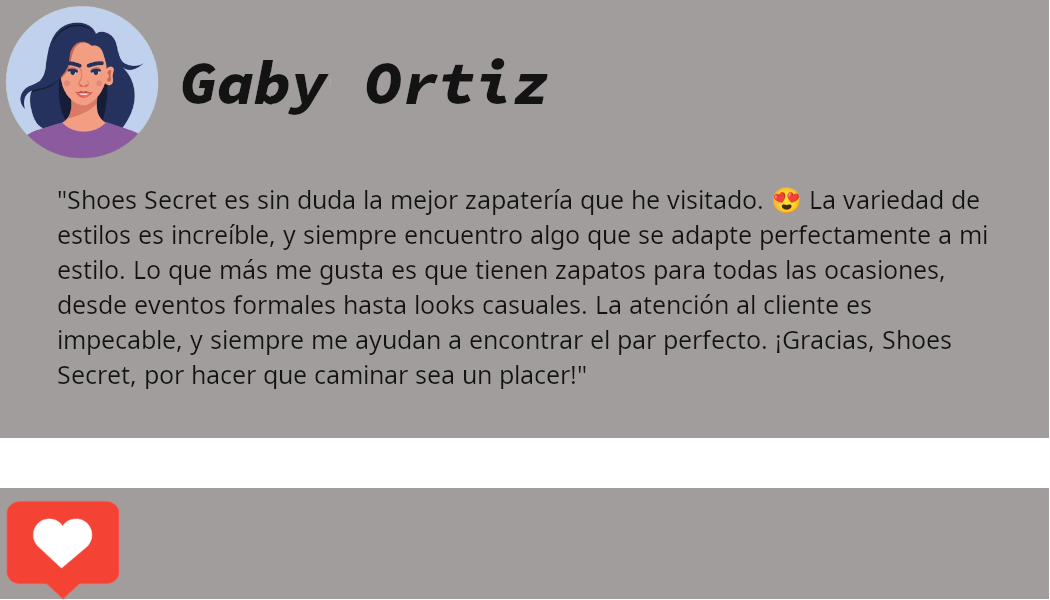 Gaby Ortiz
"Shoes Secret es sin duda la mejor zapatería que he visitado. 😍 La variedad de
estilos es increíble, y siempre encuentro algo que se adapte perfectamente a mi
estilo. Lo que más me gusta es que tienen zapatos para todas las ocasiones,
desde eventos formales hasta looks casuales. La atención al cliente es
impecable, y siempre me ayudan a encontrar el par perfecto. ¡Gracias, Shoes
Secret, por hacer que caminar sea un placer!"